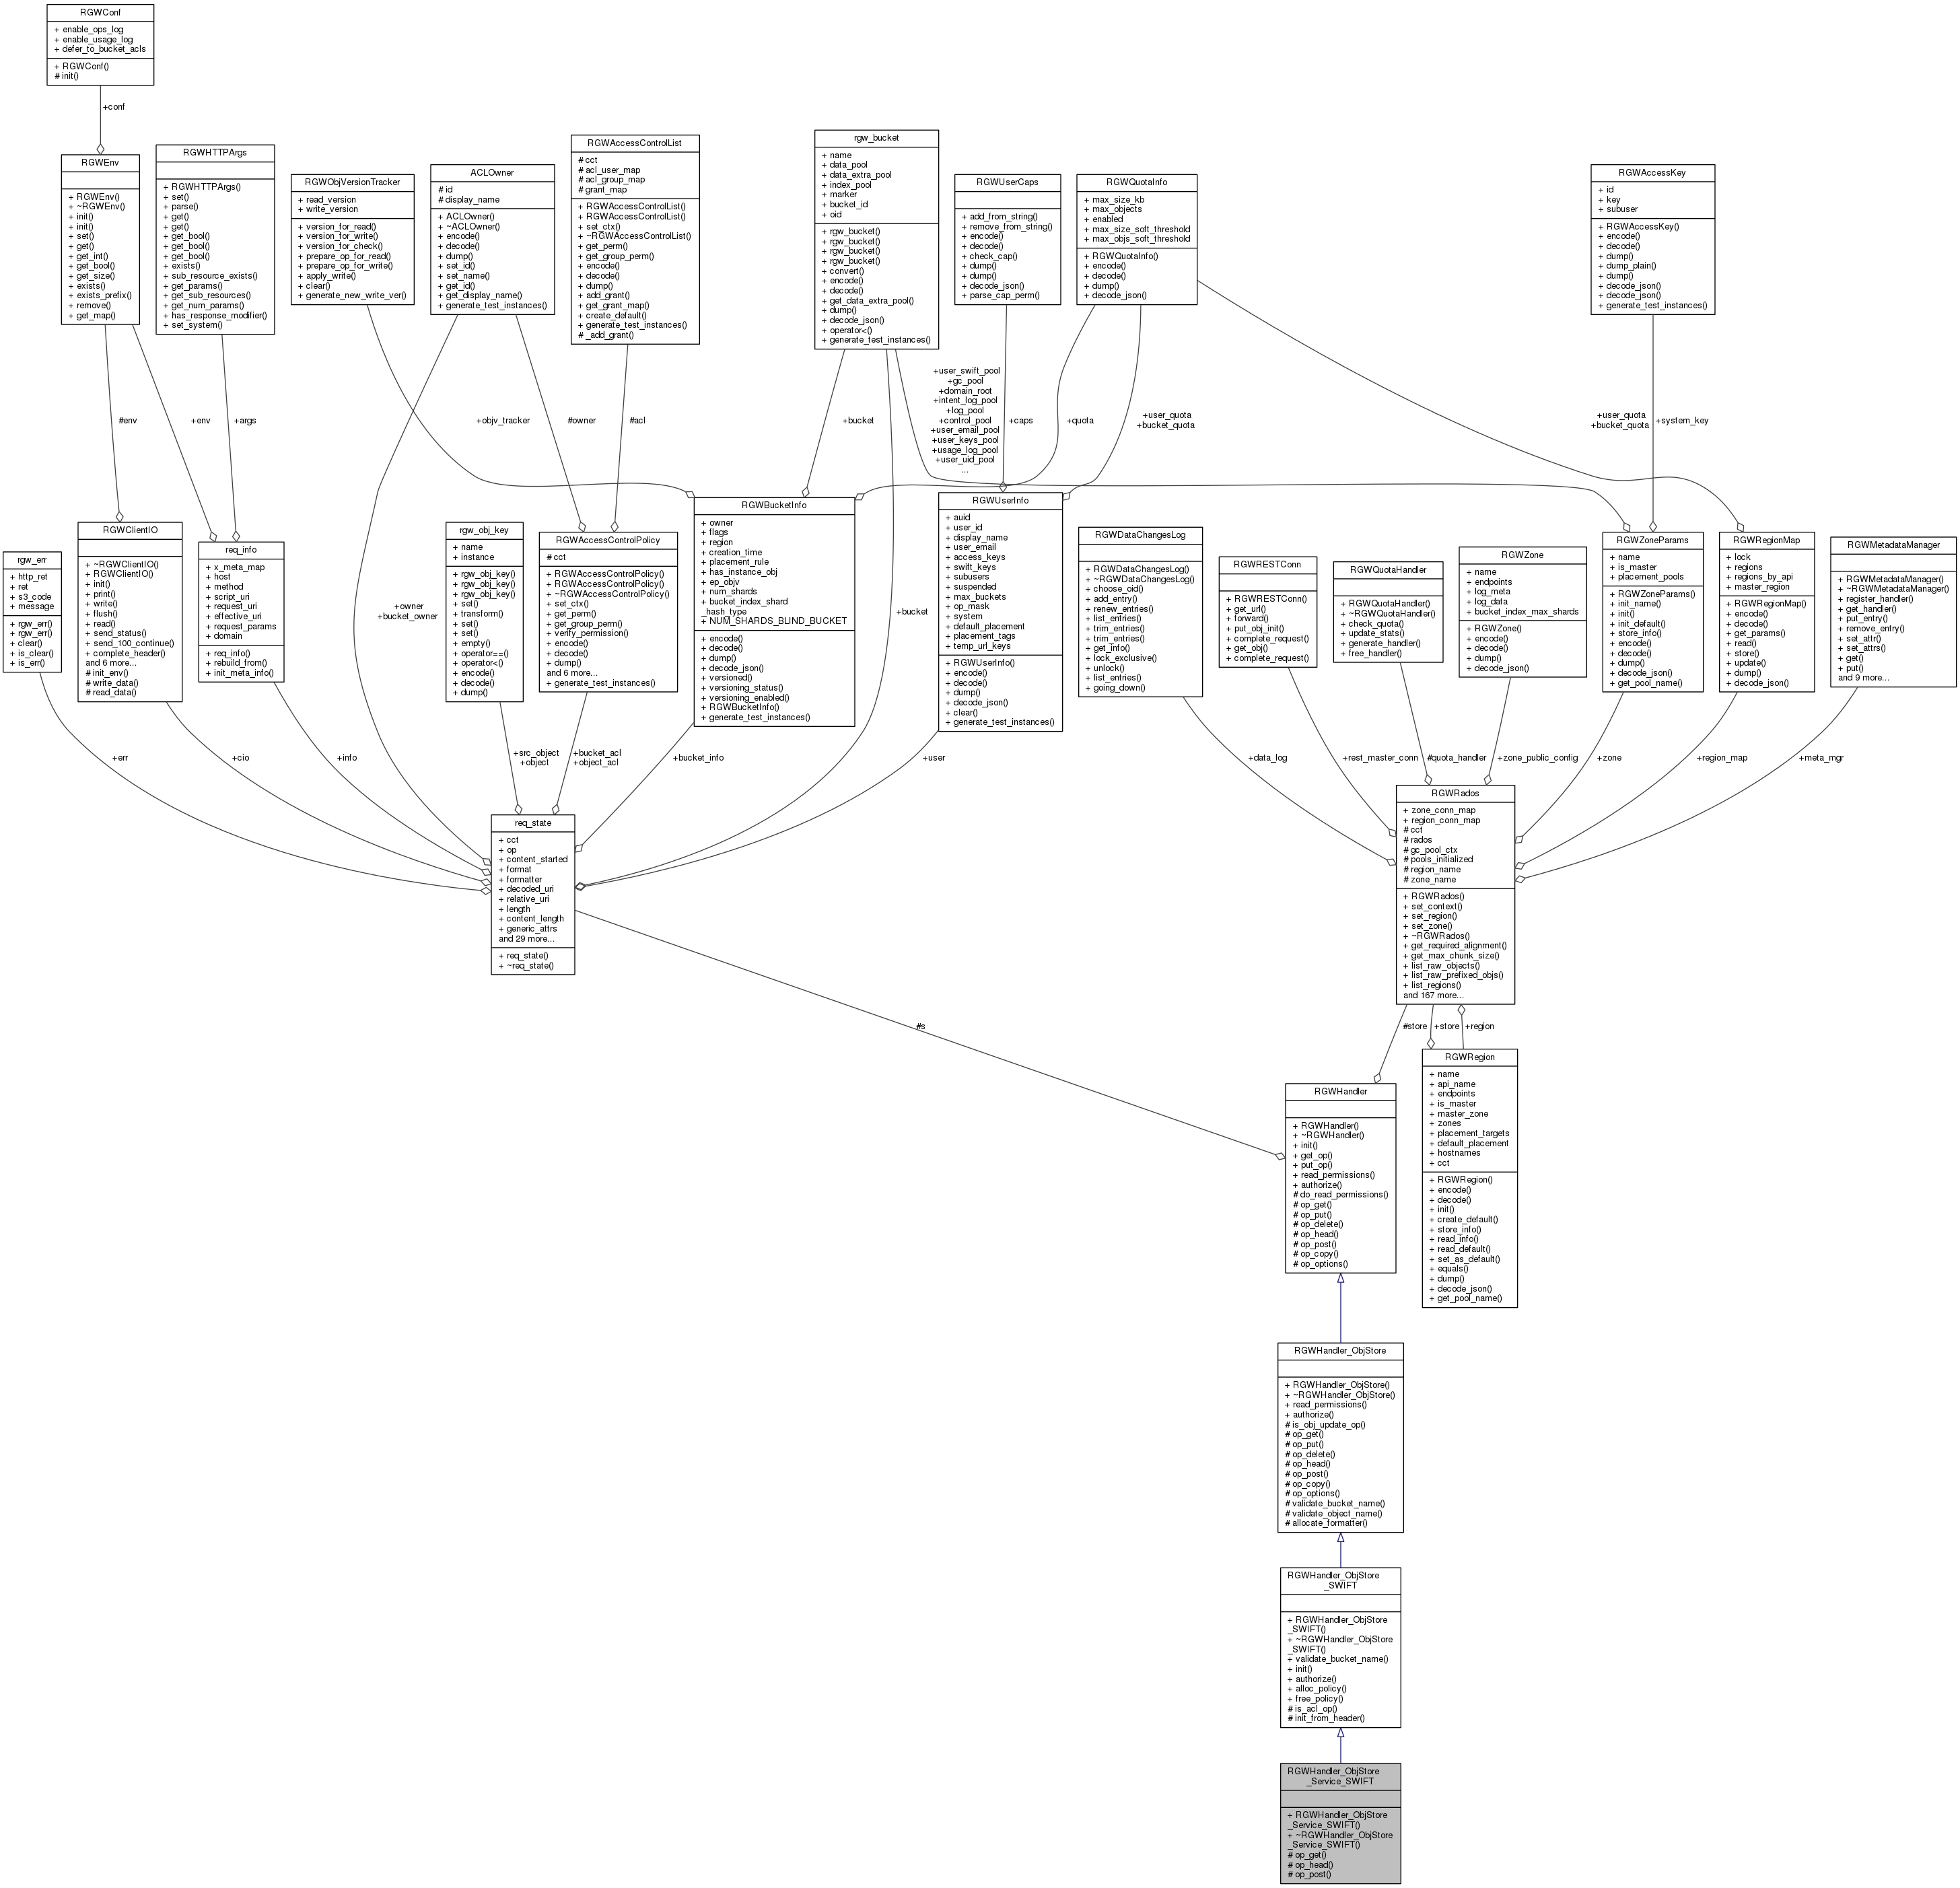 RGWConf
+ enable_ops_log
+ enable_usage_log
+ defer_to_bucket_acls
+ RGWConf()
# init()
+conf
RGWEnv
+ RGWEnv()
+ ~RGWEnv()
+ init()
+ init()
+ set()
+ get()
+ get_int()
+ get_bool()
+ get_size()
+ exists()
+ exists_prefix()
+ remove()
+ get_map()
RGWHTTPArgs
+ RGWHTTPArgs()
+ set()
+ parse()
+ get()
+ get()
+ get_bool()
+ get_bool()
+ get_bool()
+ exists()
+ sub_resource_exists()
+ get_params()
+ get_sub_resources()
+ get_num_params()
+ has_response_modifier()
+ set_system()
RGWObjVersionTracker
+ read_version
+ write_version
+ version_for_read()
+ version_for_write()
+ version_for_check()
+ prepare_op_for_read()
+ prepare_op_for_write()
+ apply_write()
+ clear()
+ generate_new_write_ver()
ACLOwner
# id
# display_name
+ ACLOwner()
+ ~ACLOwner()
+ encode()
+ decode()
+ dump()
+ set_id()
+ set_name()
+ get_id()
+ get_display_name()
+ generate_test_instances()
RGWAccessControlList
# cct
# acl_user_map
# acl_group_map
# grant_map
+ RGWAccessControlList()
+ RGWAccessControlList()
+ set_ctx()
+ ~RGWAccessControlList()
+ get_perm()
+ get_group_perm()
+ encode()
+ decode()
+ dump()
+ add_grant()
+ get_grant_map()
+ create_default()
+ generate_test_instances()
# _add_grant()
rgw_bucket
+ name
+ data_pool
+ data_extra_pool
+ index_pool
+ marker
+ bucket_id
+ oid
+ rgw_bucket()
+ rgw_bucket()
+ rgw_bucket()
+ rgw_bucket()
+ convert()
+ encode()
+ decode()
+ get_data_extra_pool()
+ dump()
+ decode_json()
+ operator<()
+ generate_test_instances()
RGWUserCaps
+ add_from_string()
+ remove_from_string()
+ encode()
+ decode()
+ check_cap()
+ dump()
+ dump()
+ decode_json()
+ parse_cap_perm()
RGWQuotaInfo
+ max_size_kb
+ max_objects
+ enabled
+ max_size_soft_threshold
+ max_objs_soft_threshold
+ RGWQuotaInfo()
+ encode()
+ decode()
+ dump()
+ decode_json()
RGWAccessKey
+ id
+ key
+ subuser
+ RGWAccessKey()
+ encode()
+ decode()
+ dump()
+ dump_plain()
+ dump()
+ decode_json()
+ decode_json()
+ generate_test_instances()
#env
+env
+args
+objv_tracker
#owner
#acl
+bucket
+user_swift_pool
+gc_pool
+domain_root
+intent_log_pool
+log_pool
+control_pool
+user_email_pool
+user_keys_pool
+usage_log_pool
+user_uid_pool
...
+caps
+quota
+user_quota
+bucket_quota
+user_quota
+bucket_quota
+system_key
rgw_err
+ http_ret
+ ret
+ s3_code
+ message
+ rgw_err()
+ rgw_err()
+ clear()
+ is_clear()
+ is_err()
RGWClientIO
+ ~RGWClientIO()
+ RGWClientIO()
+ init()
+ print()
+ write()
+ flush()
+ read()
+ send_status()
+ send_100_continue()
+ complete_header()
and 6 more...
# init_env()
# write_data()
# read_data()
req_info
+ x_meta_map
+ host
+ method
+ script_uri
+ request_uri
+ effective_uri
+ request_params
+ domain
+ req_info()
+ rebuild_from()
+ init_meta_info()
+owner
+bucket_owner
rgw_obj_key
+ name
+ instance
+ rgw_obj_key()
+ rgw_obj_key()
+ rgw_obj_key()
+ set()
+ transform()
+ set()
+ set()
+ empty()
+ operator==()
+ operator<()
+ encode()
+ decode()
+ dump()
RGWAccessControlPolicy
# cct
+ RGWAccessControlPolicy()
+ RGWAccessControlPolicy()
+ ~RGWAccessControlPolicy()
+ set_ctx()
+ get_perm()
+ get_group_perm()
+ verify_permission()
+ encode()
+ decode()
+ dump()
and 6 more...
+ generate_test_instances()
RGWBucketInfo
+ owner
+ flags
+ region
+ creation_time
+ placement_rule
+ has_instance_obj
+ ep_objv
+ num_shards
+ bucket_index_shard
_hash_type
+ NUM_SHARDS_BLIND_BUCKET
+ encode()
+ decode()
+ dump()
+ decode_json()
+ versioned()
+ versioning_status()
+ versioning_enabled()
+ RGWBucketInfo()
+ generate_test_instances()
+bucket
RGWUserInfo
+ auid
+ user_id
+ display_name
+ user_email
+ access_keys
+ swift_keys
+ subusers
+ suspended
+ max_buckets
+ op_mask
+ system
+ default_placement
+ placement_tags
+ temp_url_keys
+ RGWUserInfo()
+ encode()
+ decode()
+ dump()
+ decode_json()
+ clear()
+ generate_test_instances()
RGWDataChangesLog
+ RGWDataChangesLog()
+ ~RGWDataChangesLog()
+ choose_oid()
+ add_entry()
+ renew_entries()
+ list_entries()
+ trim_entries()
+ trim_entries()
+ get_info()
+ lock_exclusive()
+ unlock()
+ list_entries()
+ going_down()
RGWRESTConn
+ RGWRESTConn()
+ get_url()
+ forward()
+ put_obj_init()
+ complete_request()
+ get_obj()
+ complete_request()
RGWQuotaHandler
+ RGWQuotaHandler()
+ ~RGWQuotaHandler()
+ check_quota()
+ update_stats()
+ generate_handler()
+ free_handler()
RGWZone
+ name
+ endpoints
+ log_meta
+ log_data
+ bucket_index_max_shards
+ RGWZone()
+ encode()
+ decode()
+ dump()
+ decode_json()
RGWZoneParams
+ name
+ is_master
+ placement_pools
+ RGWZoneParams()
+ init_name()
+ init()
+ init_default()
+ store_info()
+ encode()
+ decode()
+ dump()
+ decode_json()
+ get_pool_name()
RGWRegionMap
+ lock
+ regions
+ regions_by_api
+ master_region
+ RGWRegionMap()
+ encode()
+ decode()
+ get_params()
+ read()
+ store()
+ update()
+ dump()
+ decode_json()
RGWMetadataManager
+ RGWMetadataManager()
+ ~RGWMetadataManager()
+ register_handler()
+ get_handler()
+ put_entry()
+ remove_entry()
+ set_attr()
+ set_attrs()
+ get()
+ put()
and 9 more...
+err
+cio
+info
+src_object
+object
+bucket_acl
+object_acl
+bucket_info
+user
+data_log
+rest_master_conn
#quota_handler
+zone_public_config
+zone
+region_map
+meta_mgr
req_state
+ cct
+ op
+ content_started
+ format
+ formatter
+ decoded_uri
+ relative_uri
+ length
+ content_length
+ generic_attrs
and 29 more...
+ req_state()
+ ~req_state()
RGWRados
+ zone_conn_map
+ region_conn_map
# cct
# rados
# gc_pool_ctx
# pools_initialized
# region_name
# zone_name
+ RGWRados()
+ set_context()
+ set_region()
+ set_zone()
+ ~RGWRados()
+ get_required_alignment()
+ get_max_chunk_size()
+ list_raw_objects()
+ list_raw_prefixed_objs()
+ list_regions()
and 167 more...
#s
#store
+store
+region
RGWHandler
+ RGWHandler()
+ ~RGWHandler()
+ init()
+ get_op()
+ put_op()
+ read_permissions()
+ authorize()
# do_read_permissions()
# op_get()
# op_put()
# op_delete()
# op_head()
# op_post()
# op_copy()
# op_options()
RGWRegion
+ name
+ api_name
+ endpoints
+ is_master
+ master_zone
+ zones
+ placement_targets
+ default_placement
+ hostnames
+ cct
+ RGWRegion()
+ encode()
+ decode()
+ init()
+ create_default()
+ store_info()
+ read_info()
+ read_default()
+ set_as_default()
+ equals()
+ dump()
+ decode_json()
+ get_pool_name()
RGWHandler_ObjStore
+ RGWHandler_ObjStore()
+ ~RGWHandler_ObjStore()
+ read_permissions()
+ authorize()
# is_obj_update_op()
# op_get()
# op_put()
# op_delete()
# op_head()
# op_post()
# op_copy()
# op_options()
# validate_bucket_name()
# validate_object_name()
# allocate_formatter()
RGWHandler_ObjStore
_SWIFT
+ RGWHandler_ObjStore
_SWIFT()
+ ~RGWHandler_ObjStore
_SWIFT()
+ validate_bucket_name()
+ init()
+ authorize()
+ alloc_policy()
+ free_policy()
# is_acl_op()
# init_from_header()
RGWHandler_ObjStore
_Service_SWIFT
+ RGWHandler_ObjStore
_Service_SWIFT()
+ ~RGWHandler_ObjStore
_Service_SWIFT()
# op_get()
# op_head()
# op_post()